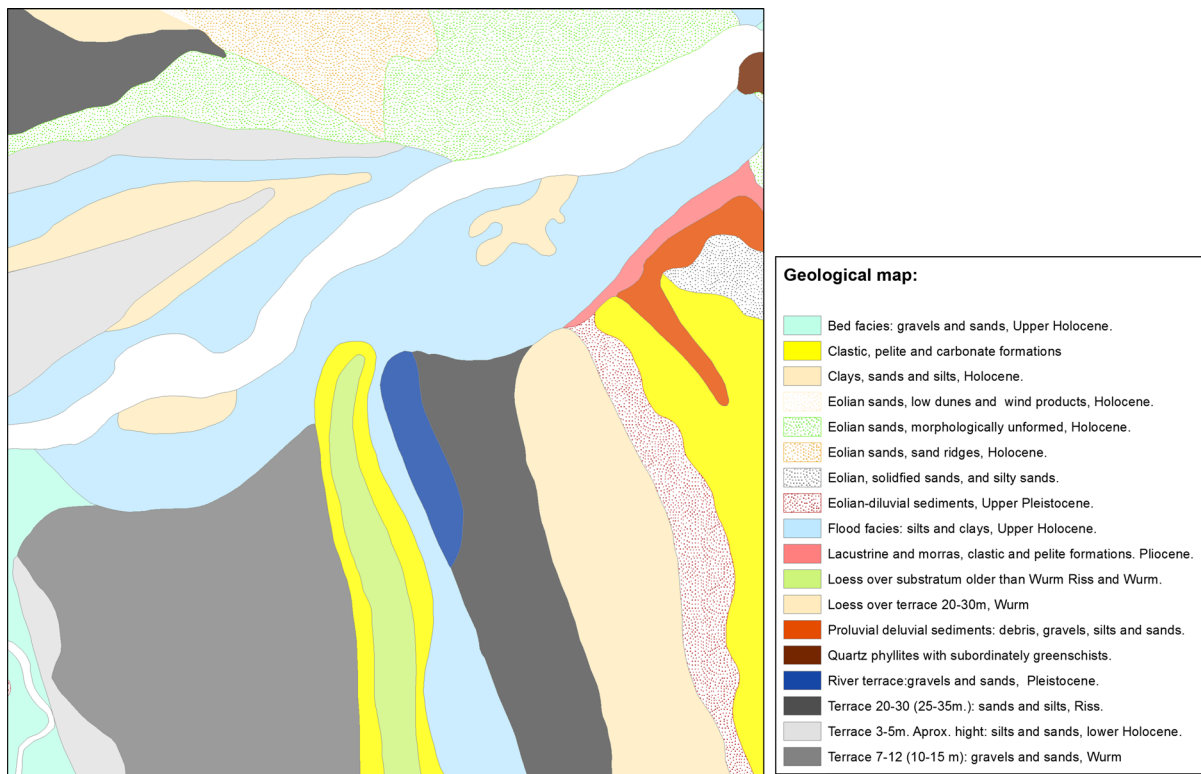 Geological map:
Bed facies: gravels and sands, Upper Holocene.
Clastic, pelite and carbonate formations
Clays, sands and silts, Holocene.
Eolian sands, low dunes and  wind products, Holocene.
Eolian sands, morphologically unformed, Holocene.
Eolian sands, sand ridges, Holocene.
Eolian, solidfied sands, and silty sands.
Eolian-diluvial sediments, Upper Pleistocene.
Flood facies: silts and clays, Upper Holocene.
Lacustrine and morras, clastic and pelite formations. Pliocene.
Loess over substratum older than Wurm Riss and Wurm.
Loess over terrace 20-30m, Wurm
Proluvial deluvial sediments: debris, gravels, silts and sands.
Quartz phyllites with subordinately greenschists.
River terrace:gravels and sands,  Pleistocene.
Terrace 20-30 (25-35m.): sands and silts, Riss.
Terrace 3-5m. Aprox. hight: silts and sands, lower Holocene.
Terrace 7-12 (10-15 m): gravels and sands, Wurm